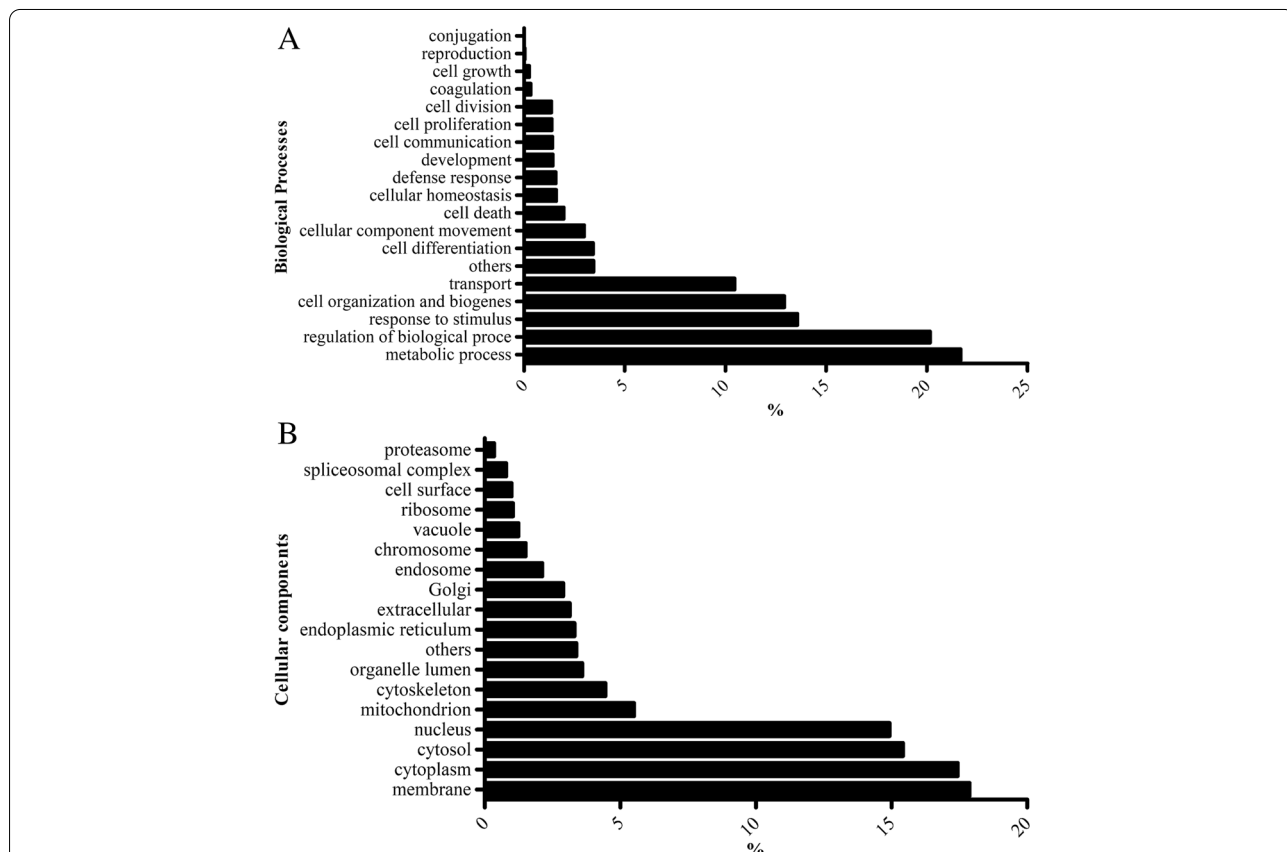 A
Biological Processes
conjugation
reproduction
cell growth
coagulation
cell division
cell proliferation
cell communication
development
defense response
cellular homeostasis
cell death
cellular component movement
cell differentiation
others
transport
cell organization and biogenes
response to stimulus
regulation of biological proce
metabolic process
0 5 10 15 20 25
%
B
Cellular components
proteasome
spliceosomal complex
cell surface
ribosome
vacuole
chromosome
endosome
Golgi
extracellular
endoplasmic reticulum
others
organelle lumen
cytoskeleton
mitochondrion
nucleus
cytosol
cytoplasm
membrane
0 5 10 15 20
%